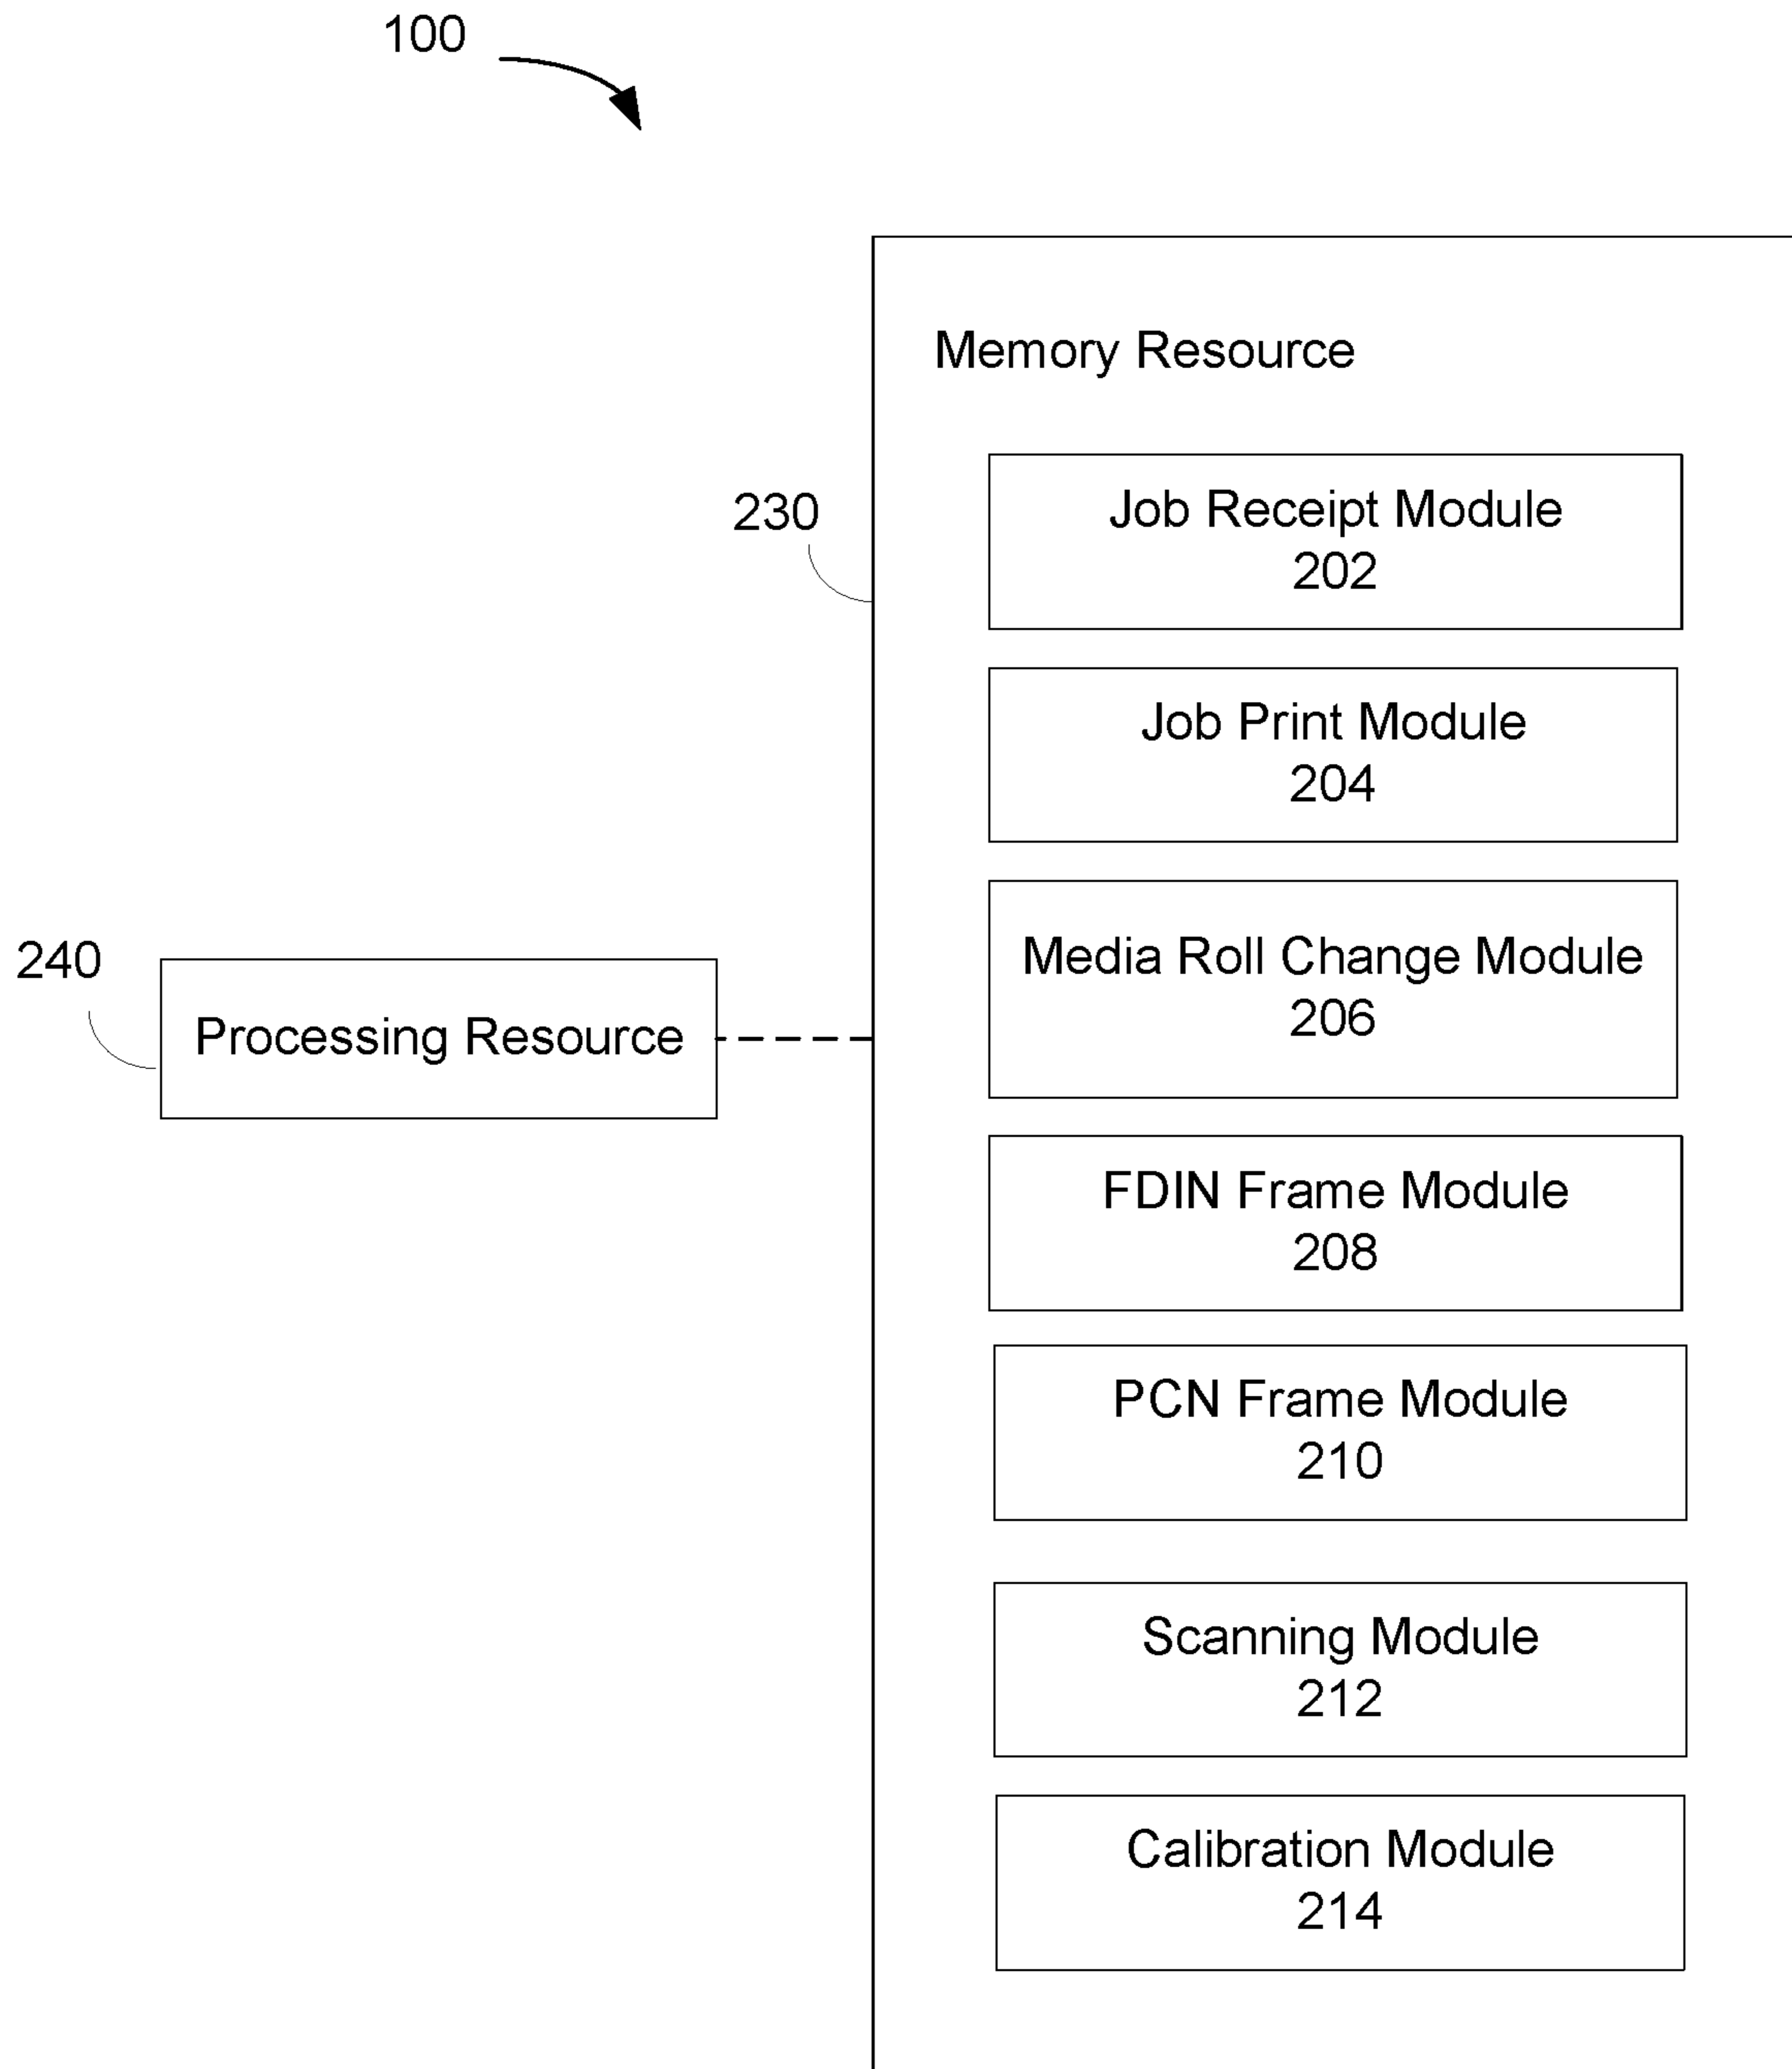 100
Memory Resource
230
Job Receipt Module
202
Job Print Module
204
Media Roll Change Module
206
240
Processing Resource
FDIN Frame Module
208
PCN Frame Module
210
Scanning Module
212
Calibration Module
214